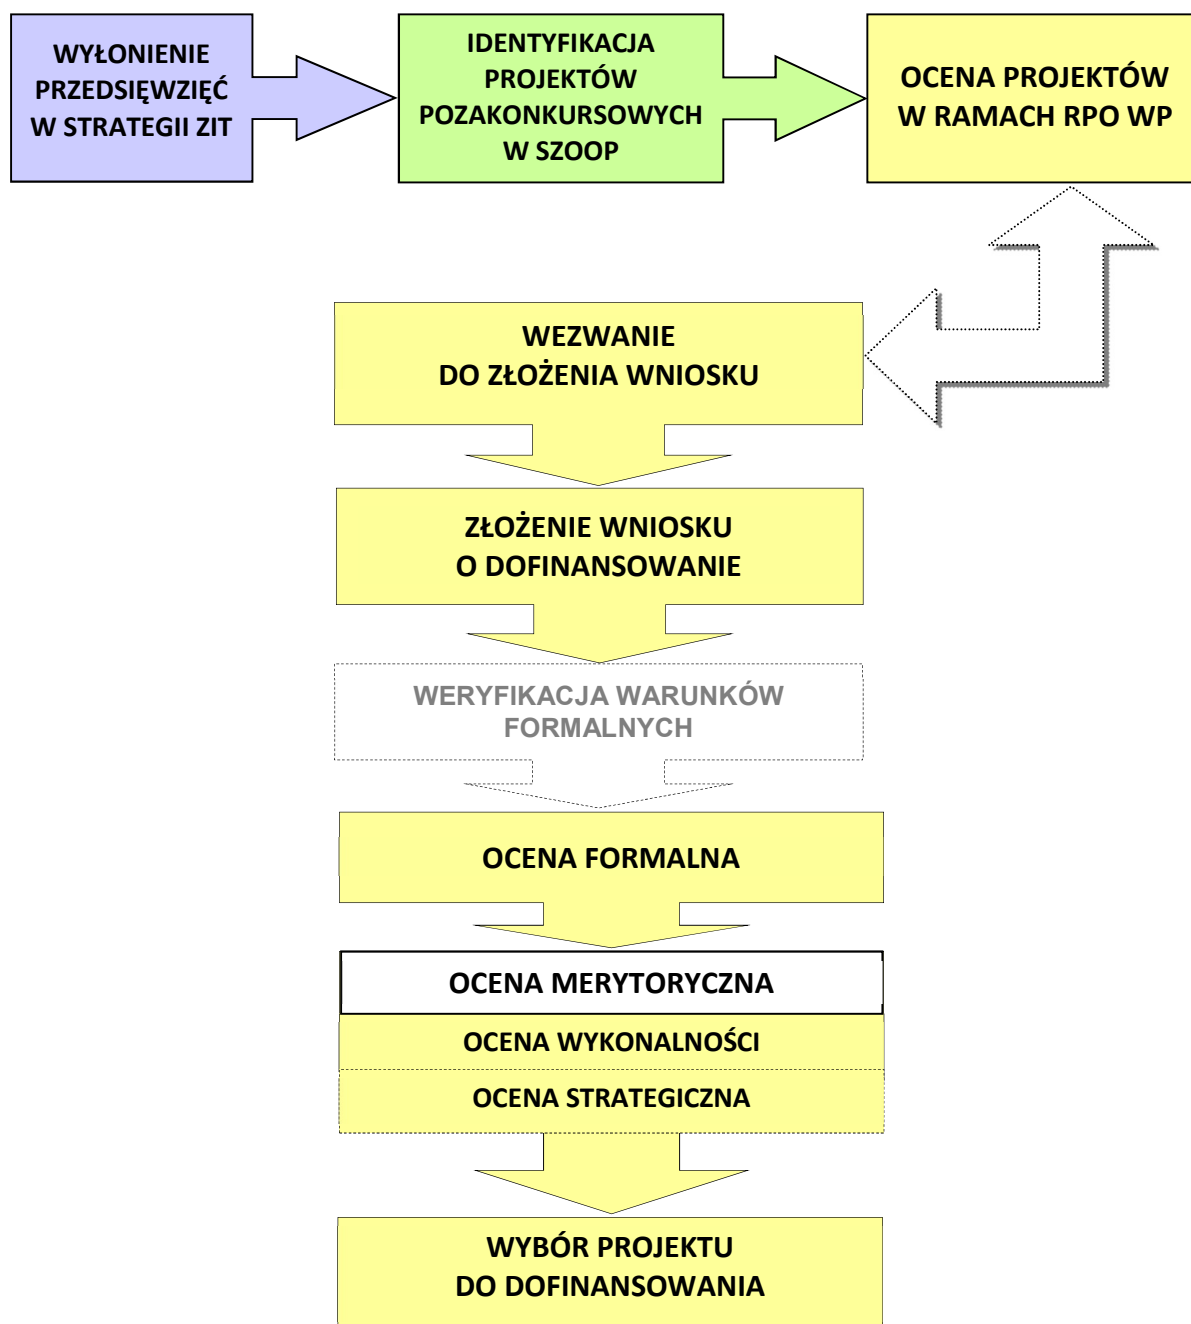 WYŁONIENIE
PRZEDSIĘWZIĘĆ
W STRATEGII ZIT
IDENTYFIKACJA
PROJEKTÓW
POZAKONKURSOWYCH
W SZOOP
OCENA PROJEKTÓW
W RAMACH RPO WP
WEZWANIE
DO ZŁOŻENIA WNIOSKU
ZŁOŻENIE WNIOSKU
O DOFINANSOWANIE
WERYFIKACJA WARUNKÓW
FORMALNYCH
OCENA FORMALNA
OCENA MERYTORYCZNA
OCENA WYKONALNOŚCI
OCENA STRATEGICZNA
WYBÓR PROJEKTU
DO DOFINANSOWANIA